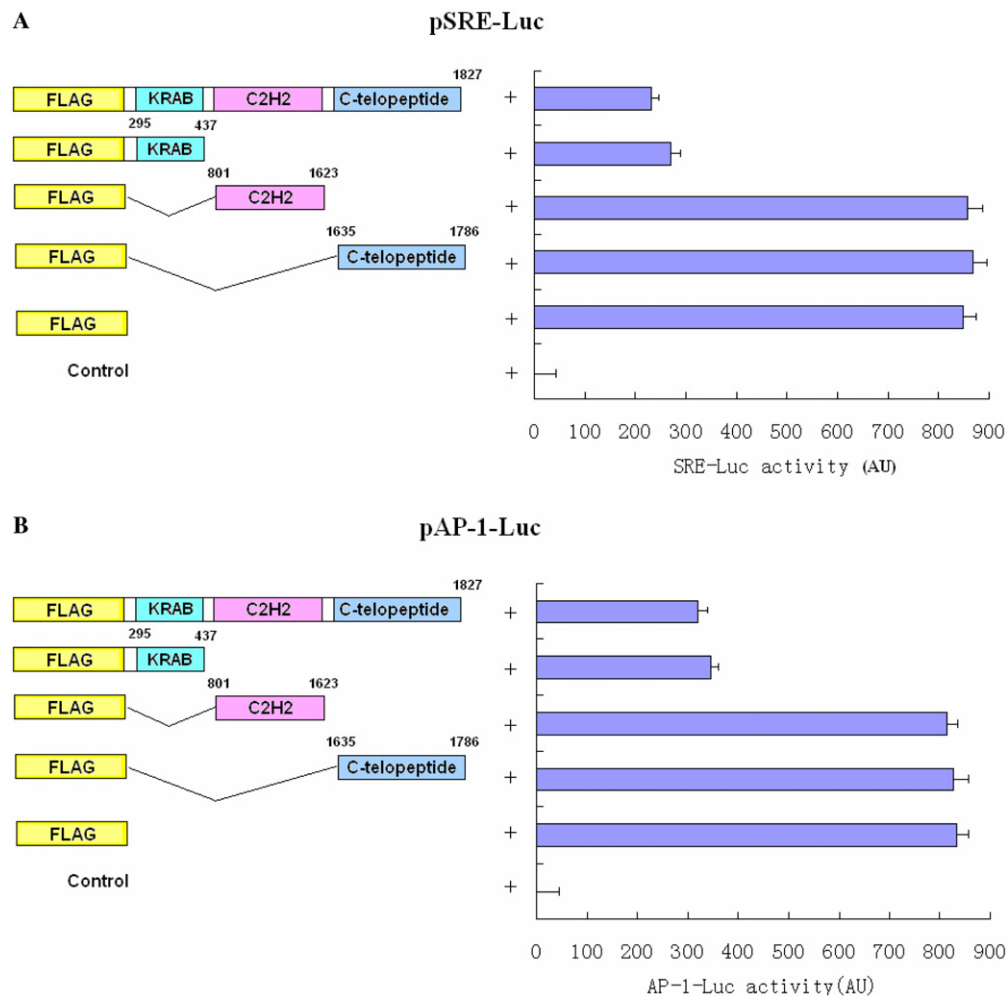 A
pSRE-Luc
1827
FLAG KRAB C2H2 C-telopeptide +
295 437
FLAG KRAB +
801 1623
FLAG C2H2 +
1635 1786
FLAG C-telopeptide +
FLAG +
Control +
0 100 200 300 400 500 600 700 800 900
SRE-Luc activity (AU)
B
pAP-1-Luc
1827
FLAG KRAB C2H2 C-telopeptide +
295 437
FLAG KRAB +
801 1623
FLAG C2H2 +
1635 1786
FLAG C-telopeptide +
FLAG +
Control +
0 100 200 300 400 500 600 700 800 900
AP-1-Luc activity(AU)